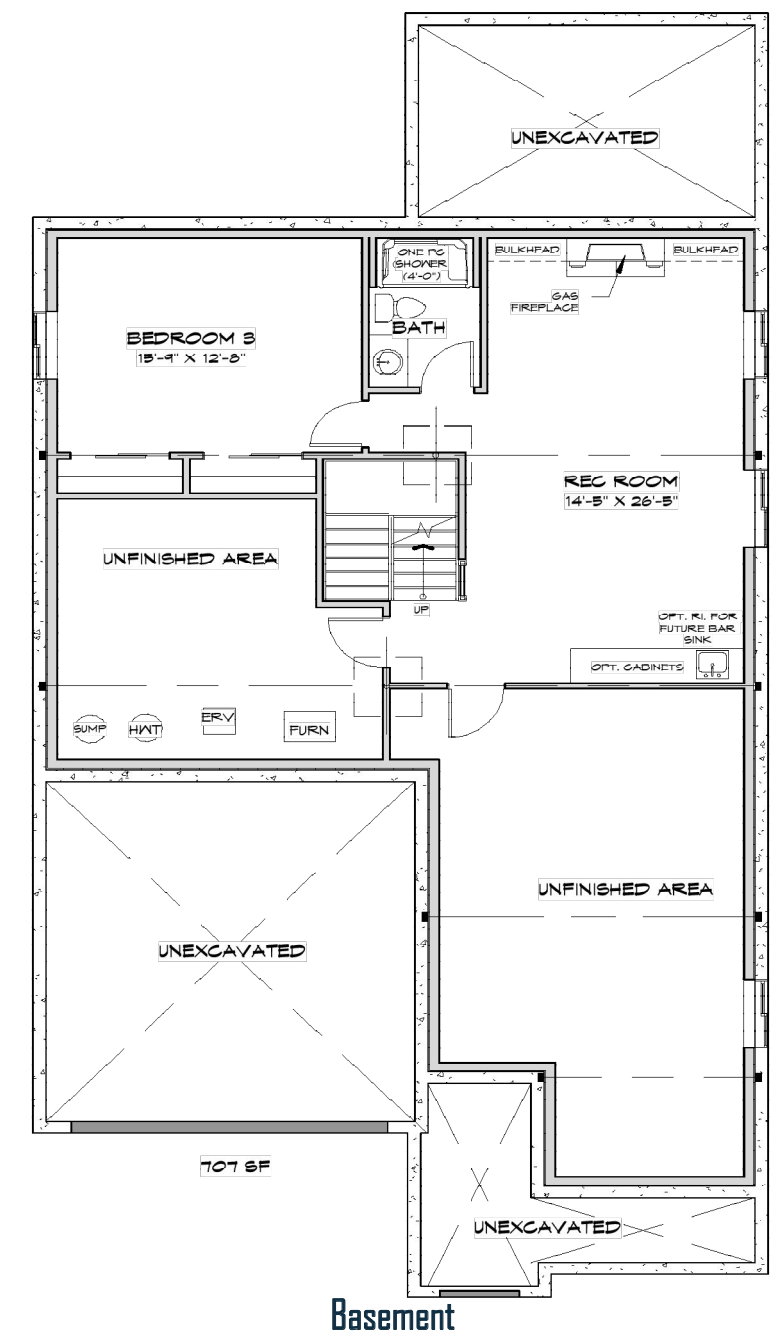 UNEXCAVATED
BULKHEAD
BULKHEAD
ONE PC
SHOWER
(4'-0")
GAS
FIREPLACE
BATH
BEDROOM 3
15'-9" X 12'-8"
REC ROOM
14'-5" X 26'-5"
UNFINISHED AREA
UP
OPT. R.I. FOR
FUTURE BAR
SINK
OPT. CABINETS
SUMP
HWT
ERV
FURN
UNFINISHED AREA
UNEXCAVATED
707 SF
UNEXCAVATED
Basement